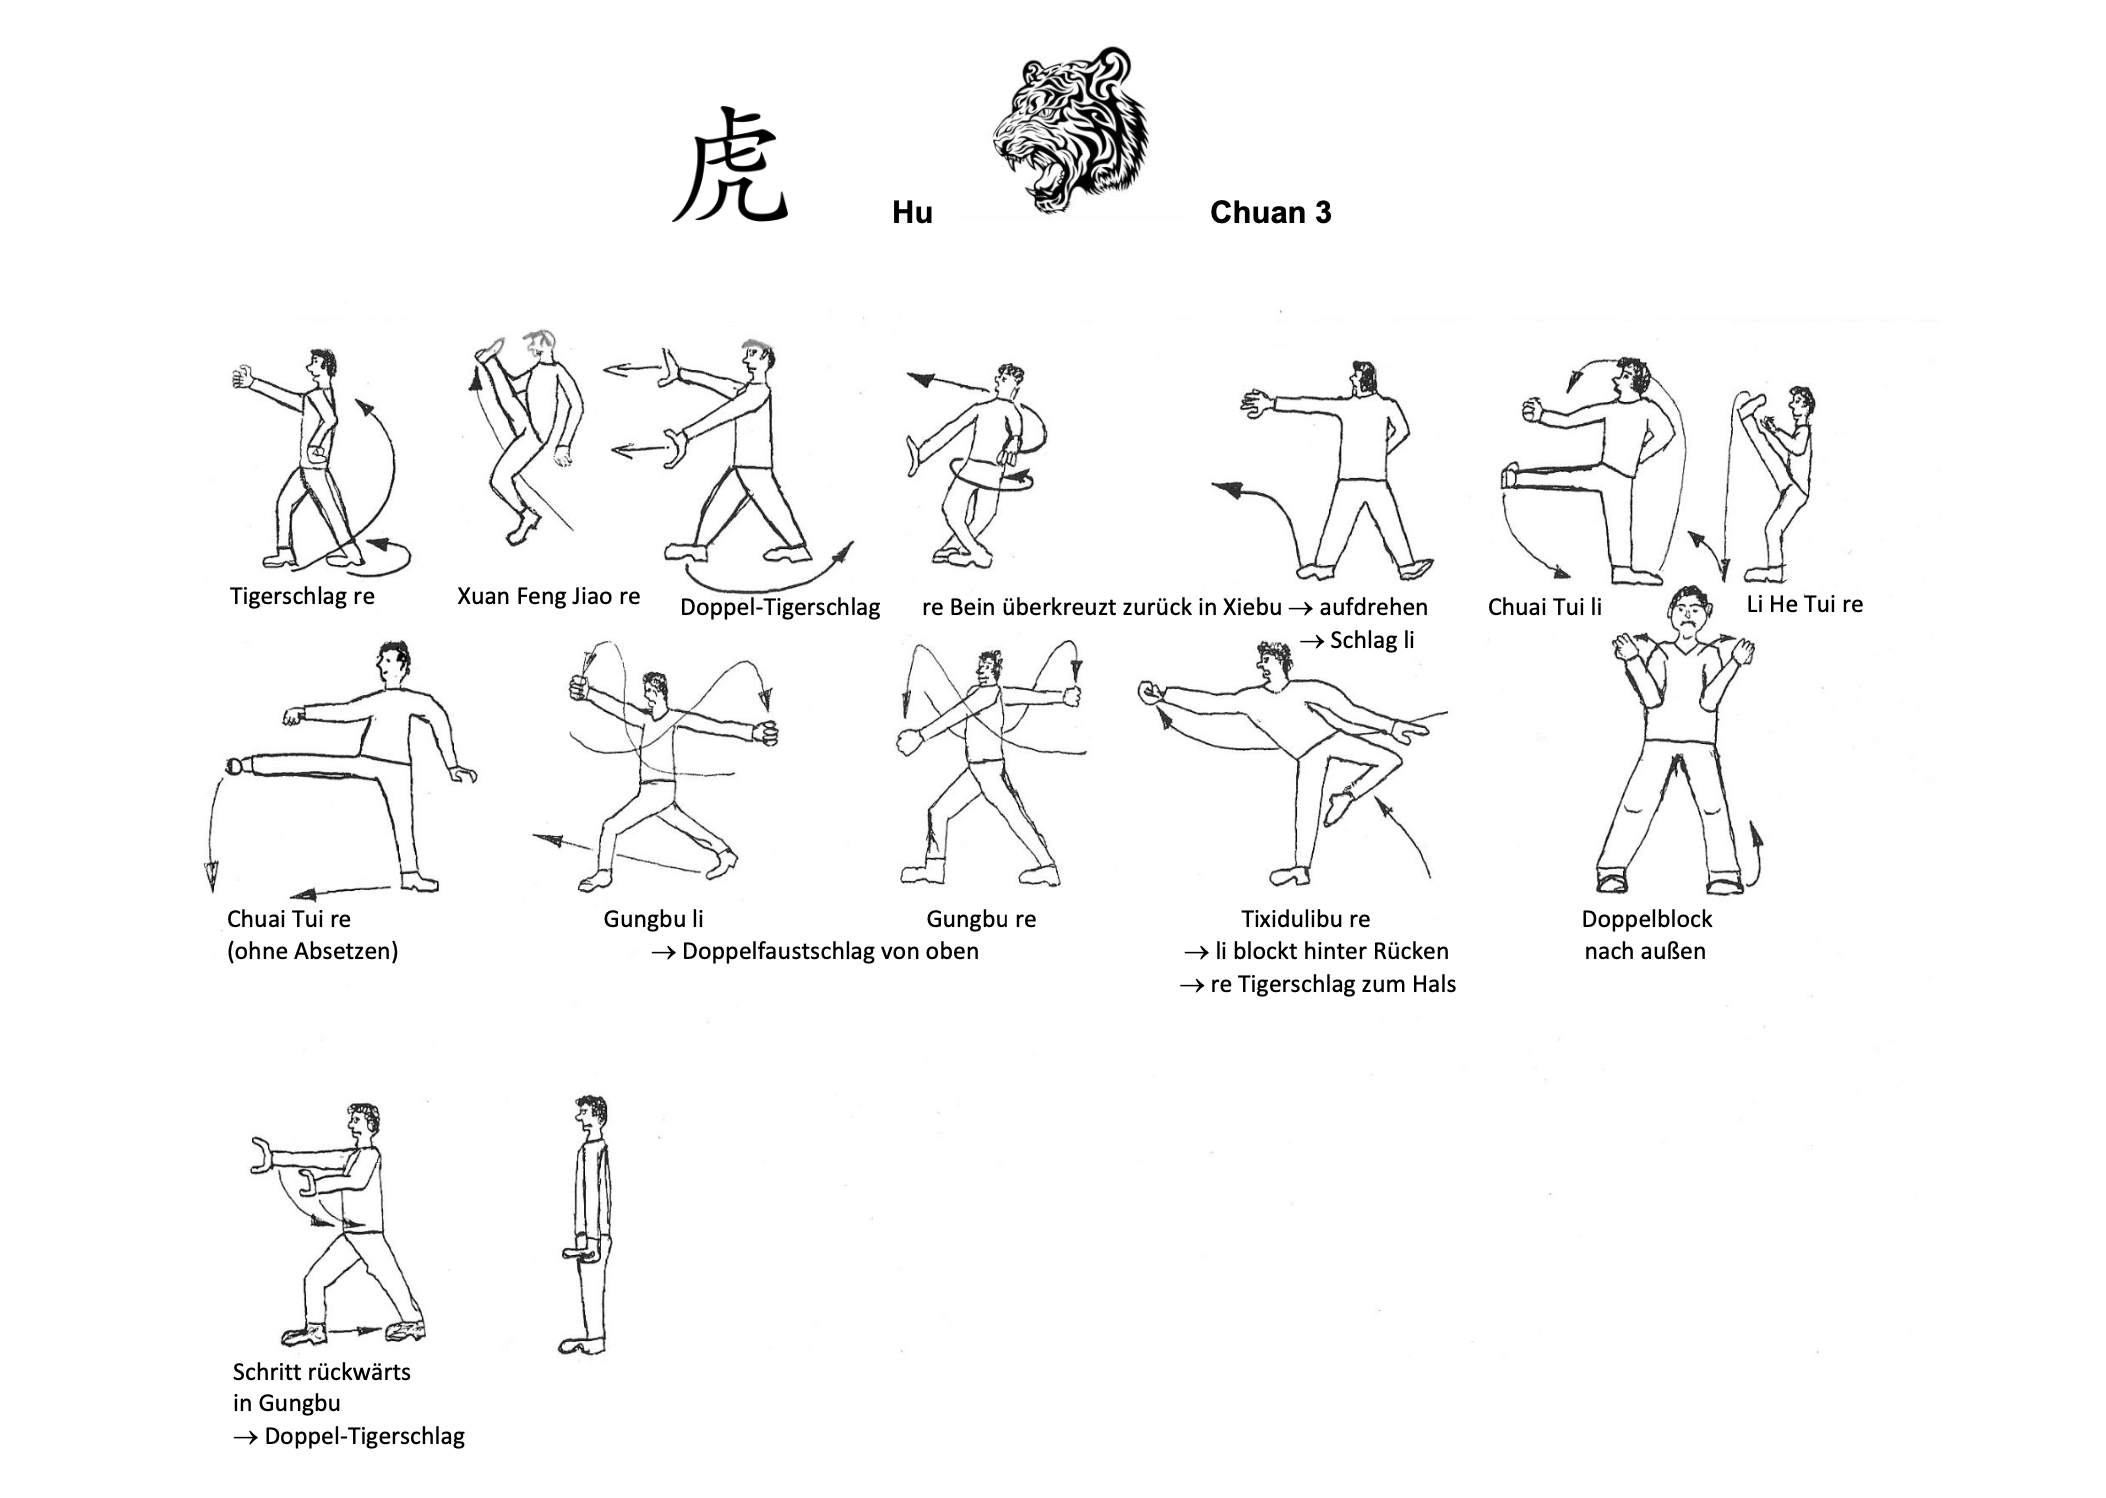 虎 Hu Chuan 3
Tigerschlag re
Xuan Feng Jiao re
Doppel-Tigerschlag
re Bein überkreuzt zurück in Xiebu → aufdrehen
→ Schlag li
Chuai Tui li
Li He Tui re
Chuai Tui re
(ohne Absetzen)
Gungbu li
Gungbu re
→ Doppelfaustschlag von oben
Tixidulibu re
→ li blockt hinter Rücken
→ re Tigerschlag zum Hals
Doppelblock
nach außen
Schritt rückwärts
in Gungbu
→ Doppel-Tigerschlag